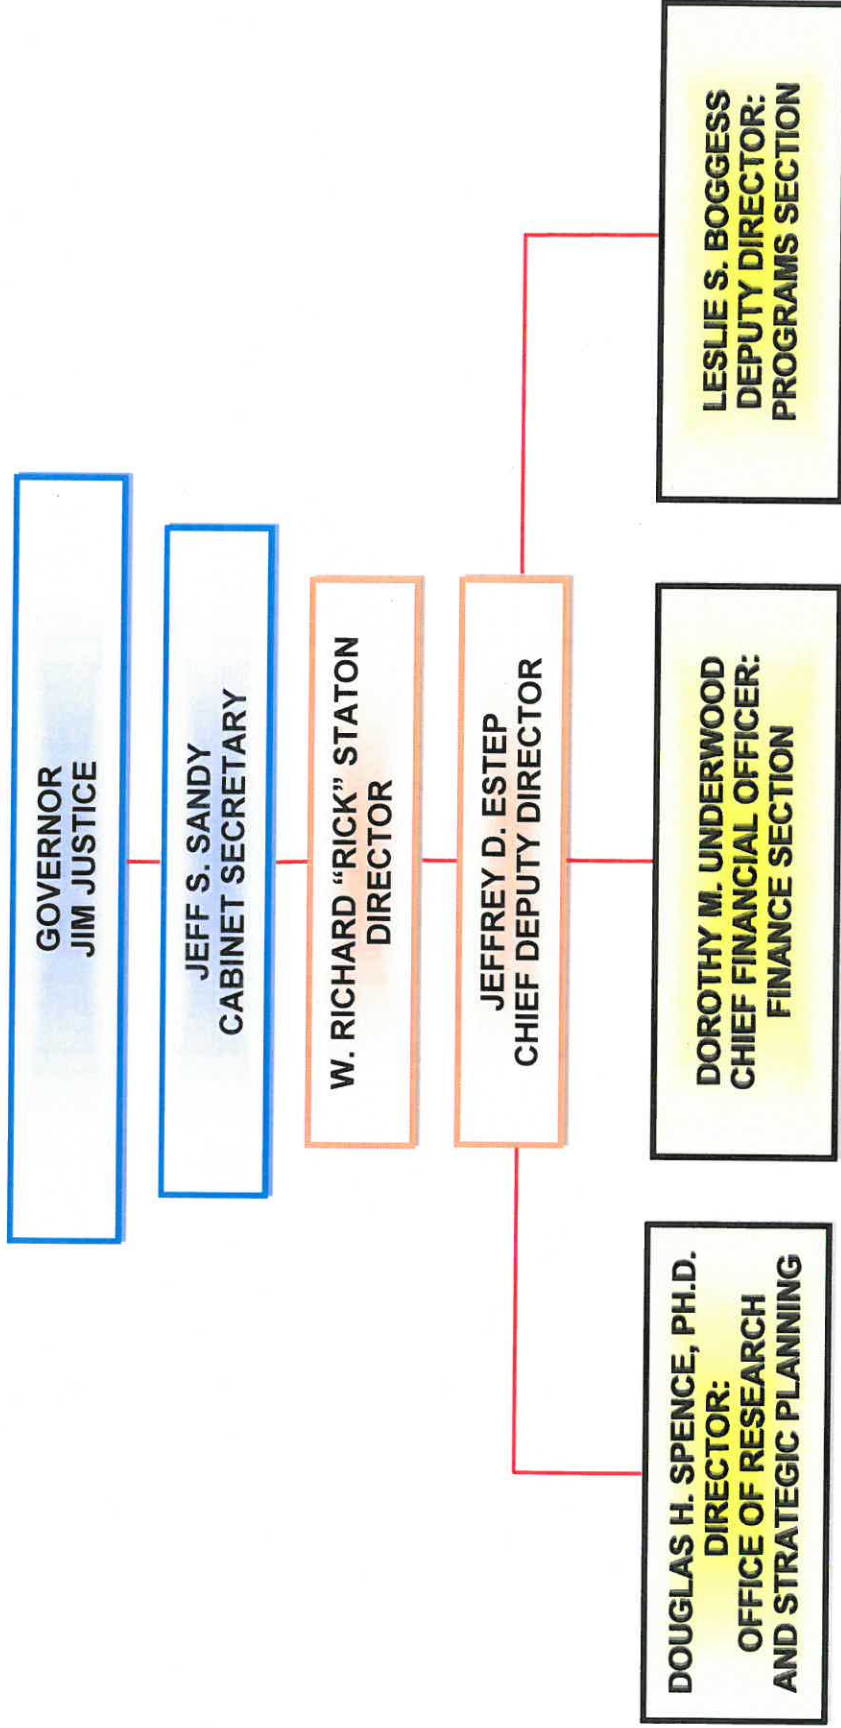 GOVERNOR
JIM JUSTICE
JEFF S. SANDY
CABINET SECRETARY
W. RICHARD “RICK” STATON
DIRECTOR
JEFFREY D. ESTEP
CHIEF DEPUTY DIRECTOR
DOUGLAS H. SPENCE, PH.D.
DIRECTOR:
OFFICE OF RESEARCH
AND STRATEGIC PLANNING
DOROTHY M. UNDERWOOD
CHIEF FINANCIAL OFFICER:
FINANCE SECTION
LESLIE S. BOGGESS
DEPUTY DIRECTOR:
PROGRAMS SECTION